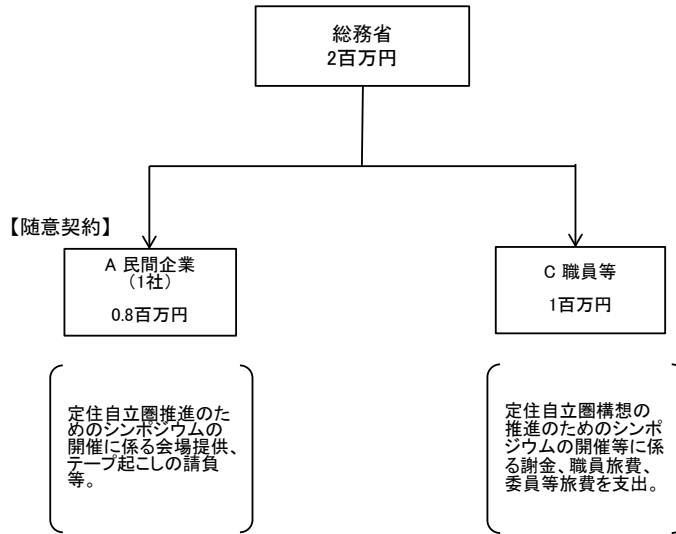 総務省
2百万円
【随意契約】
A 民間企業
(1社)
0.8百万円
C 職員等
1百万円
定住自立圏推進のた
めのシンポジウムの
開催に係る会場提供、
テープ起こしの請負
等。
定住自立圏構想の
推進のためのシンポ
ジウムの開催等に係
る謝金、職員旅費、
委員等旅費を支出。